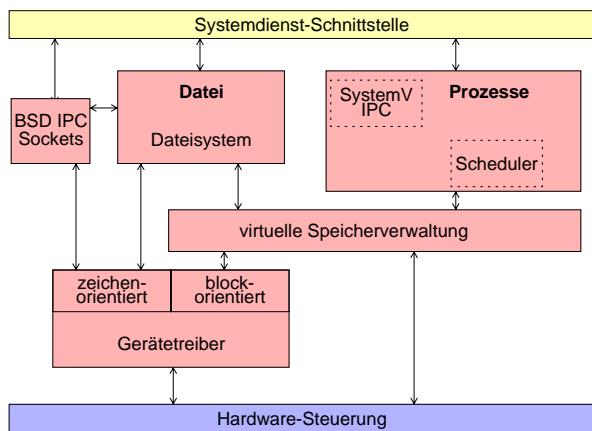 Systemdienst-Schnittstelle
BSD IPC
Sockets
Datei
Dateisystem
SystemV
IPC
Prozesse
Scheduler
virtuelle Speicherverwaltung
zeichen-
orientiert
block-
orientiert
Gerätetreiber
Hardware-Steuerung